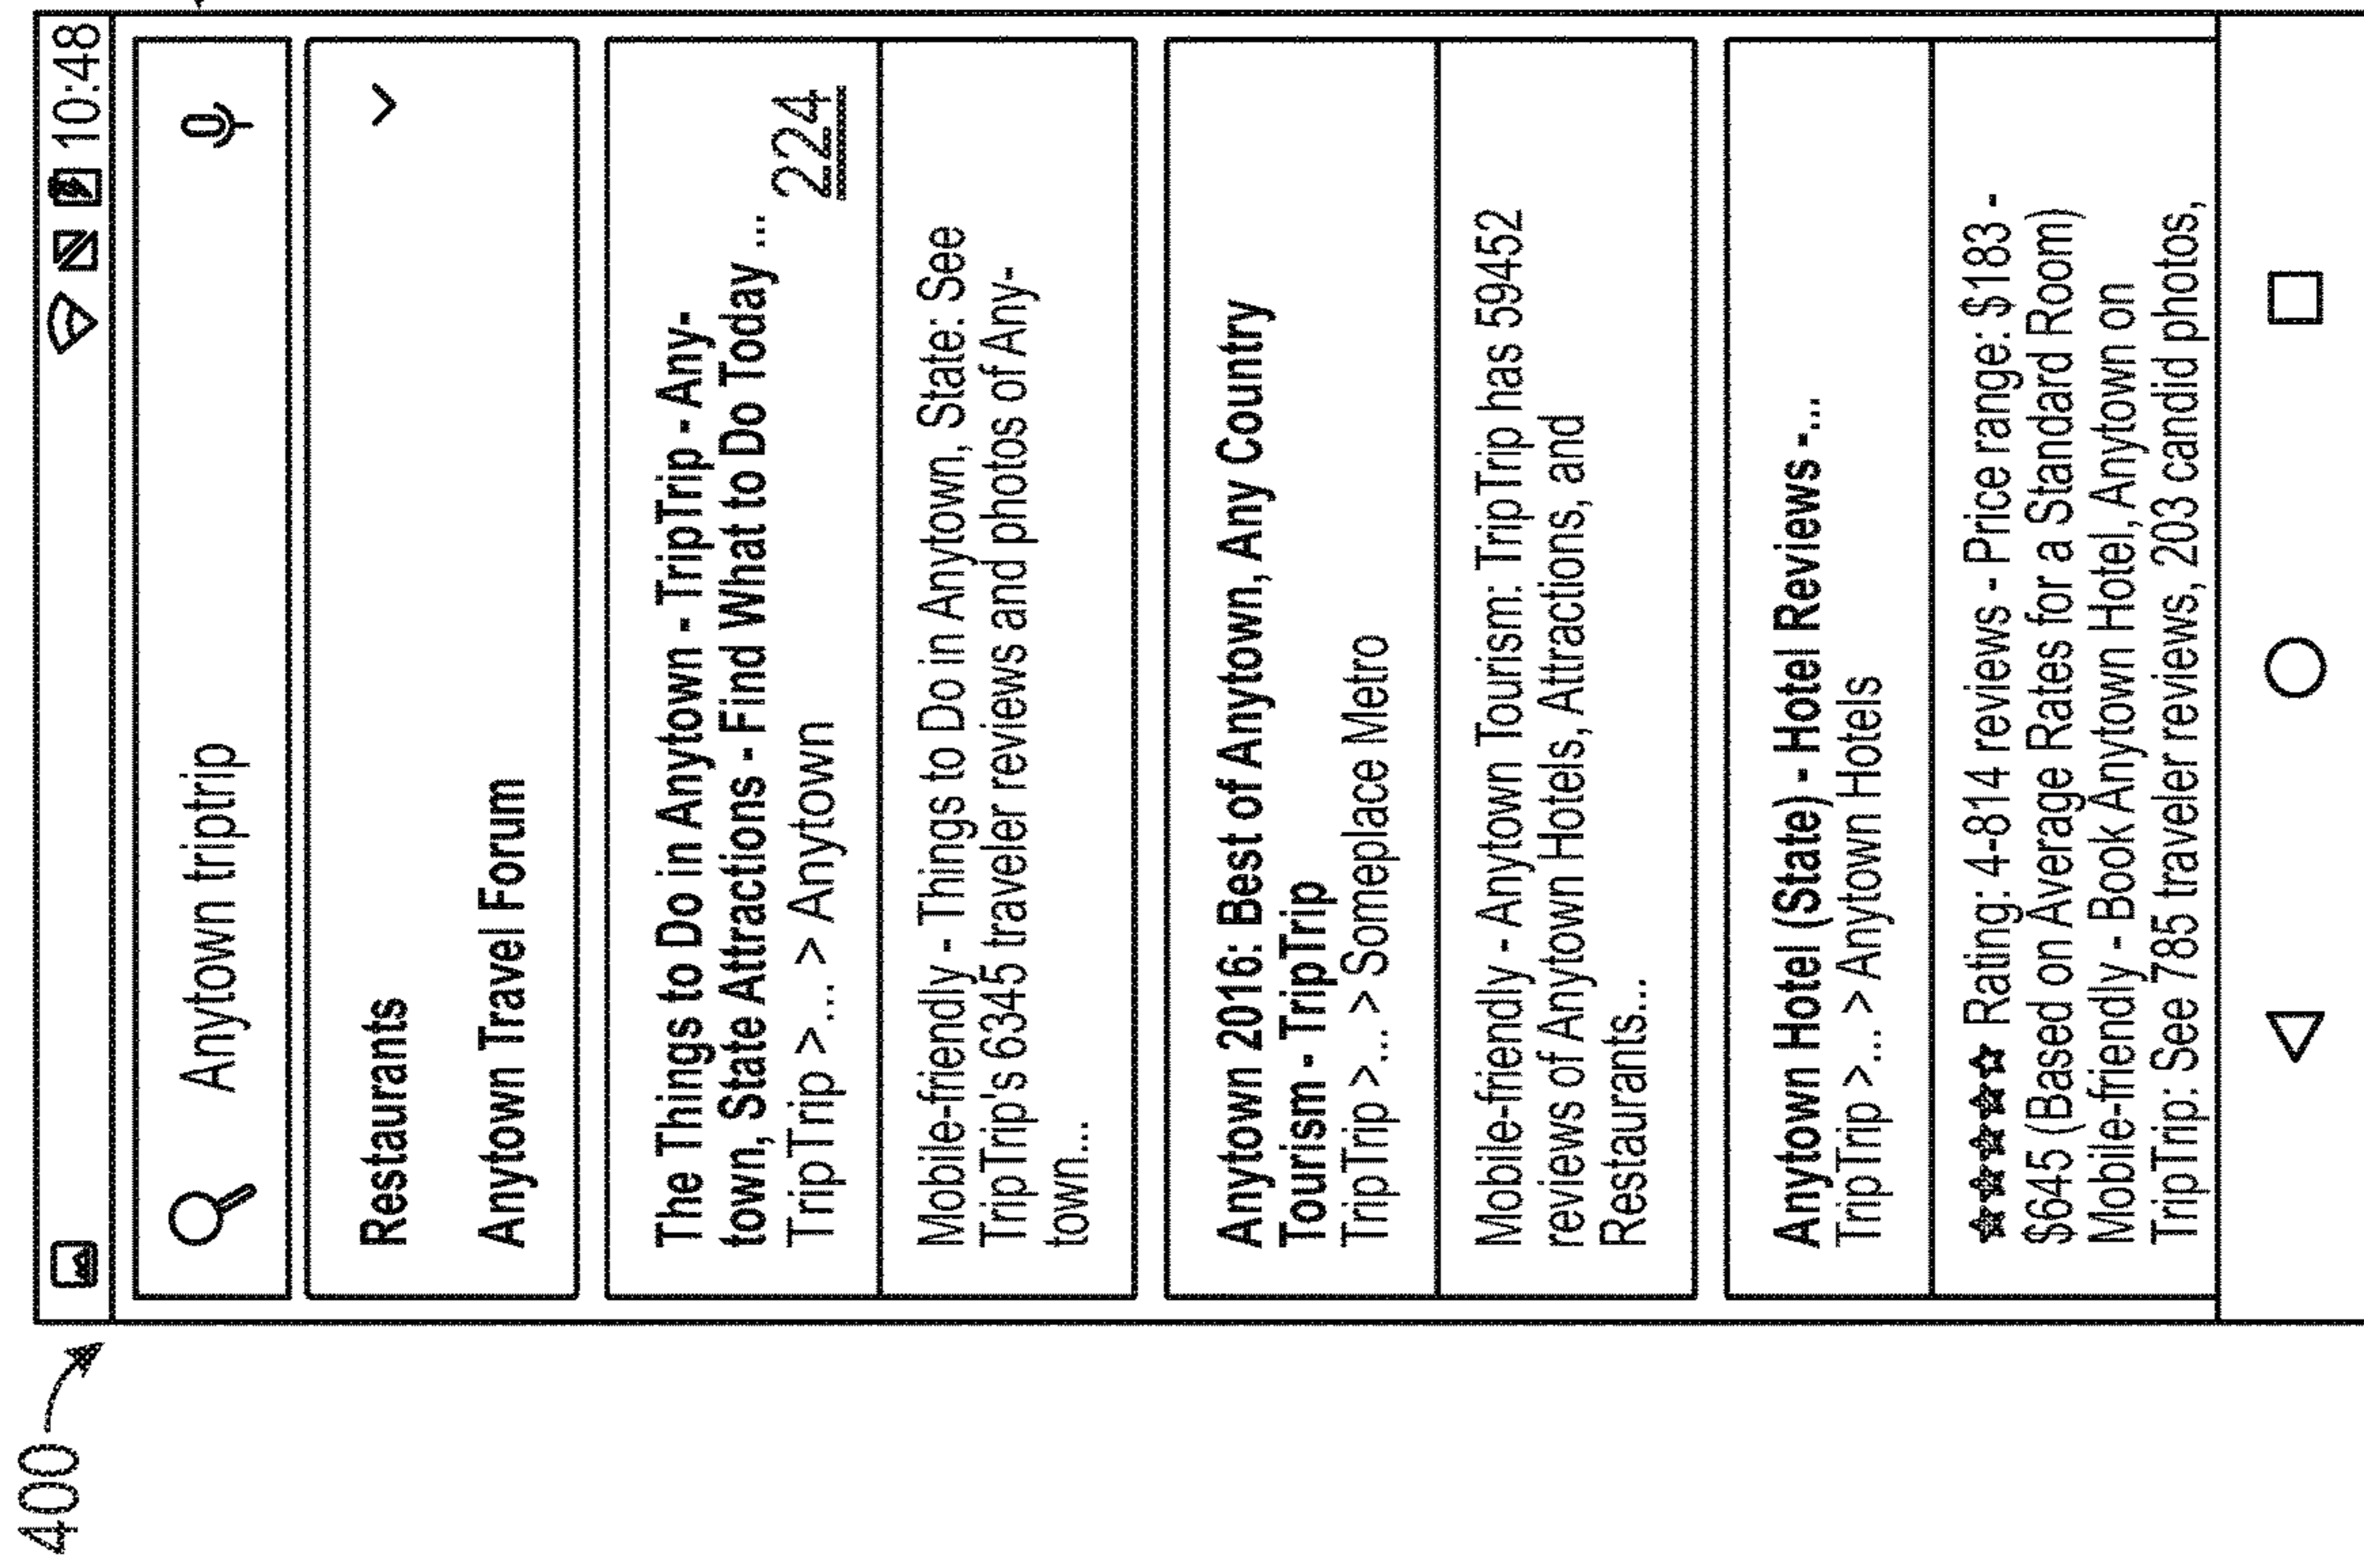 400
10:48
Anytown triptrip
Restaurants
Anytown Travel Forum
The Things to Do in Anytown - TripTrip - Any-
town, State Attractions - Find What to Do Today ...
TripTrip >... > Anytown
224
Mobile-friendly - Things to Do in Anytown, State: See
TripTrip's 6345 traveler reviews and photos of Any-
town...
Anytown 2016: Best of Anytown, Any Country
Tourism - TripTrip
TripTrip >... > Someplace Metro
Mobile-friendly - Anytown Tourism: TripTrip has 59452
reviews of Anytown Hotels, Attractions, and
Restaurants...
Anytown Hotel (State) - Hotel Reviews -...
TripTrip >... > Anytown Hotels
Rating: 4-814 reviews - Price range: $183 -
$645 (Based on Average Rates for a Standard Room)
Mobile-friendly - Book Anytown Hotel, Anytown on
TripTrip: See 785 traveler reviews, 203 candid photos,